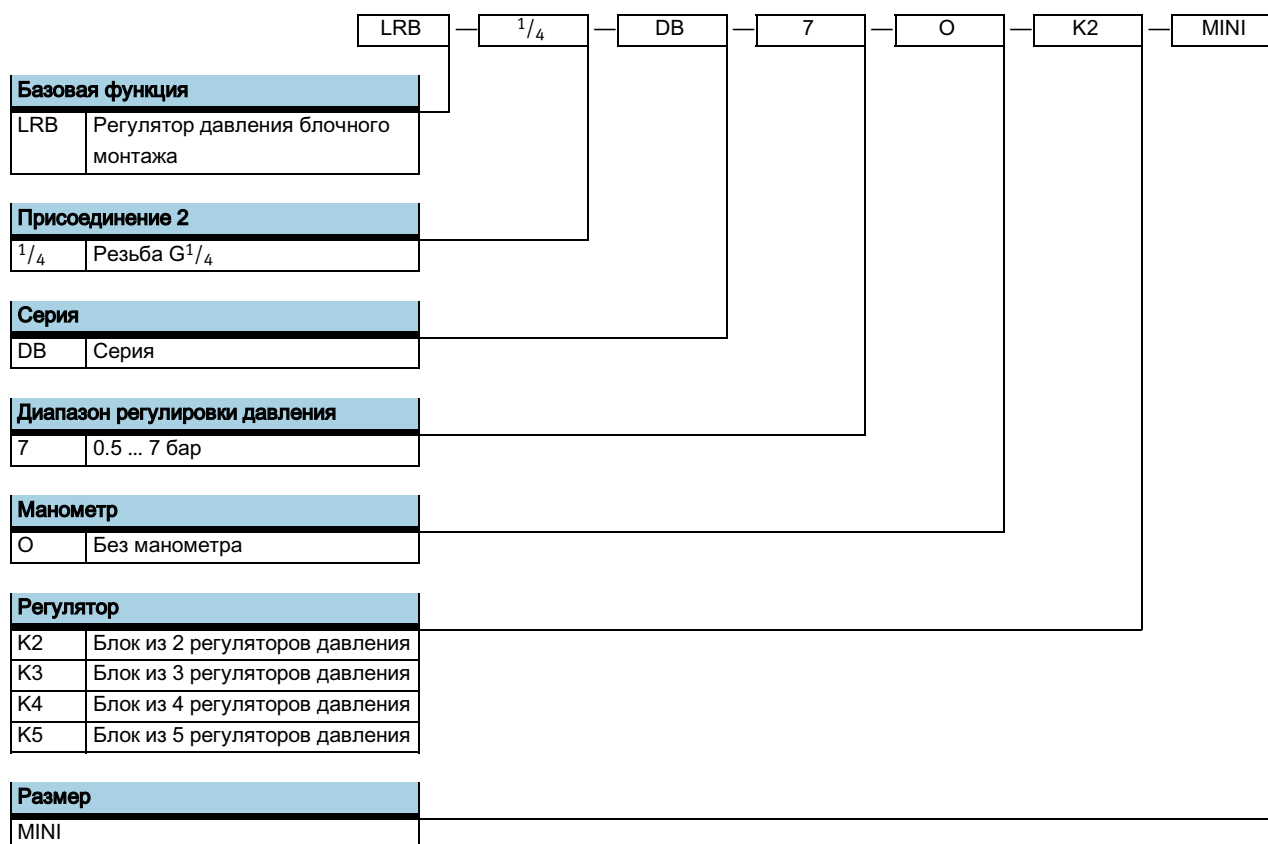 LRB — 1/4 — DB — 7 — O — K2 — MINI
Базовая функция
LRB Регулятор давления блочного
монтажа
Присоединение 2
1/4 Резьба G1/4
Серия
DB Серия
Диапазон регулировки давления
7 0.5 ... 7 бар
Манометр
O Без манометра
Регулятор
K2 Блок из 2 регуляторов давления
K3 Блок из 3 регуляторов давления
K4 Блок из 4 регуляторов давления
K5 Блок из 5 регуляторов давления
Размер
MINI